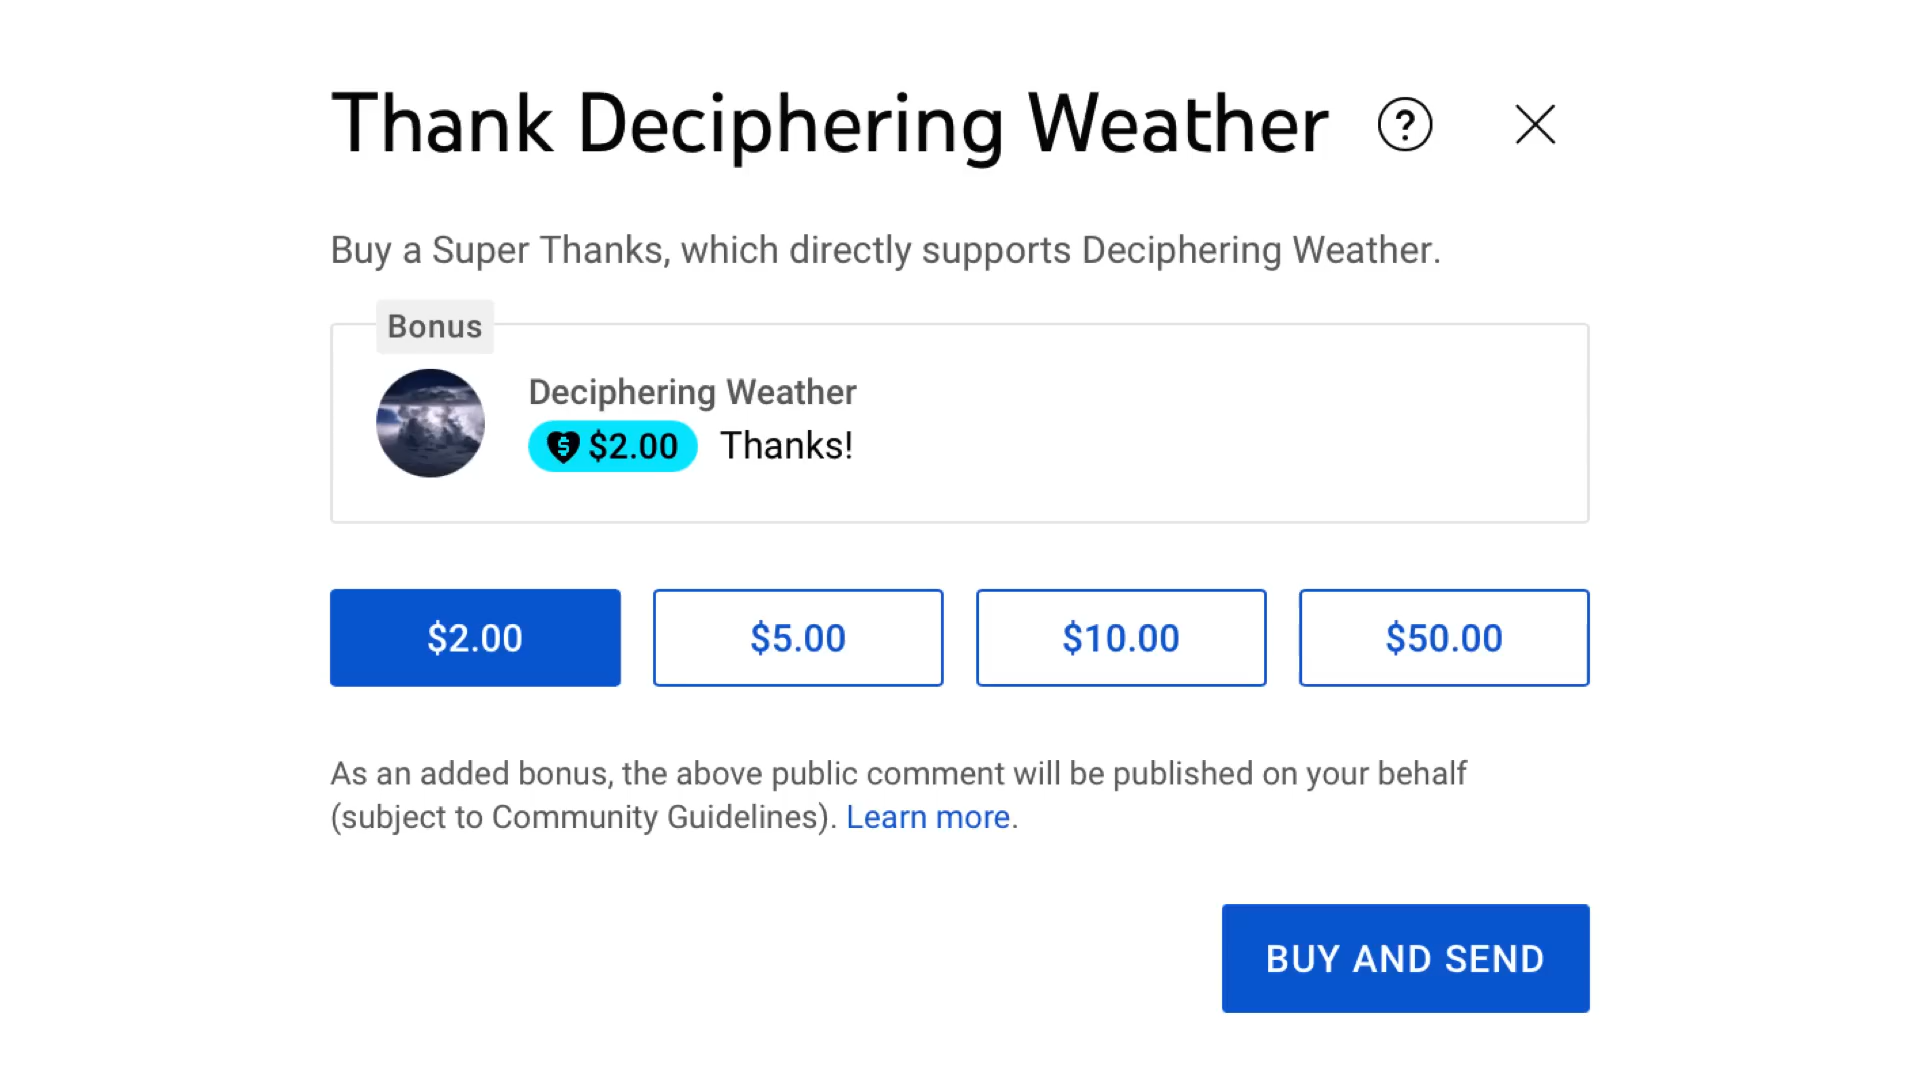 Thank Deciphering Weather ?
Buy a Super Thanks, which directly supports Deciphering Weather.
Bonus
Deciphering Weather
$ $2.00 Thanks!
$2.00 $5.00 $10.00 $50.00
As an added bonus, the above public comment will be published on your behalf
(subject to Community Guidelines). Learn more.
BUY AND SEND